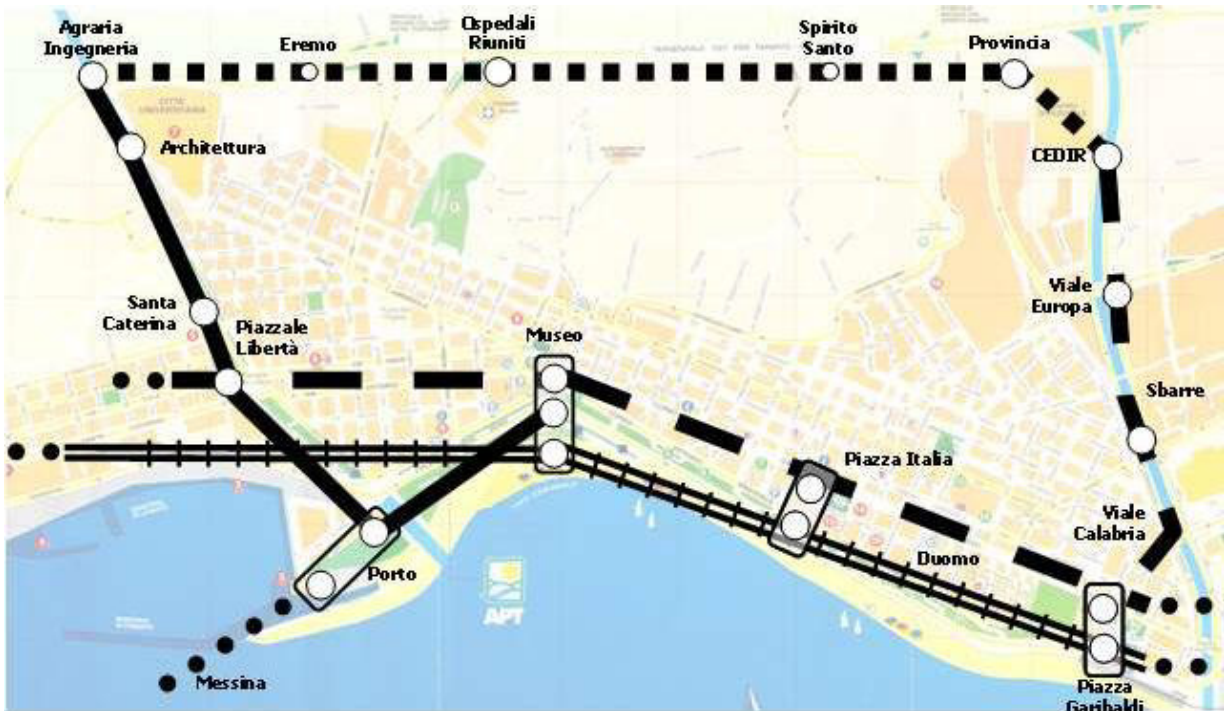 Agraria
Ingegneria
Eremo
Ospedali
Riuniti
Spirito
Santo
Provincia
Architettura
CEDIR
Santa
Caterina
Piazzale
Libertà
Museo
Viale
Europa
Sbarre
Piazza Italia
Viale
Calabria
Duomo
Porto
APT
Messina
Piazza
Garibaldi